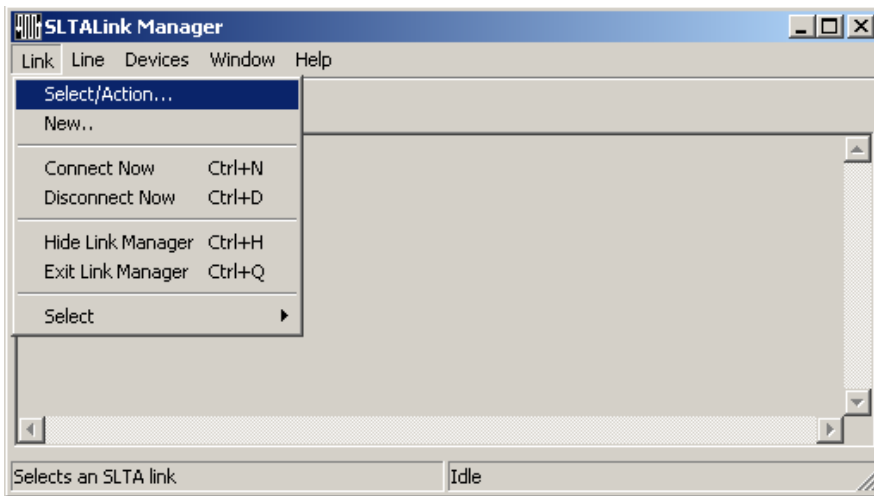 SLTALink Manager
Link Line Devices Window Help
Select/Action...
New..
Connect Now Ctrl+N
Disconnect Now Ctrl+D
Hide Link Manager Ctrl+H
Exit Link Manager Ctrl+Q
Select
Selects an SLTA link Idle